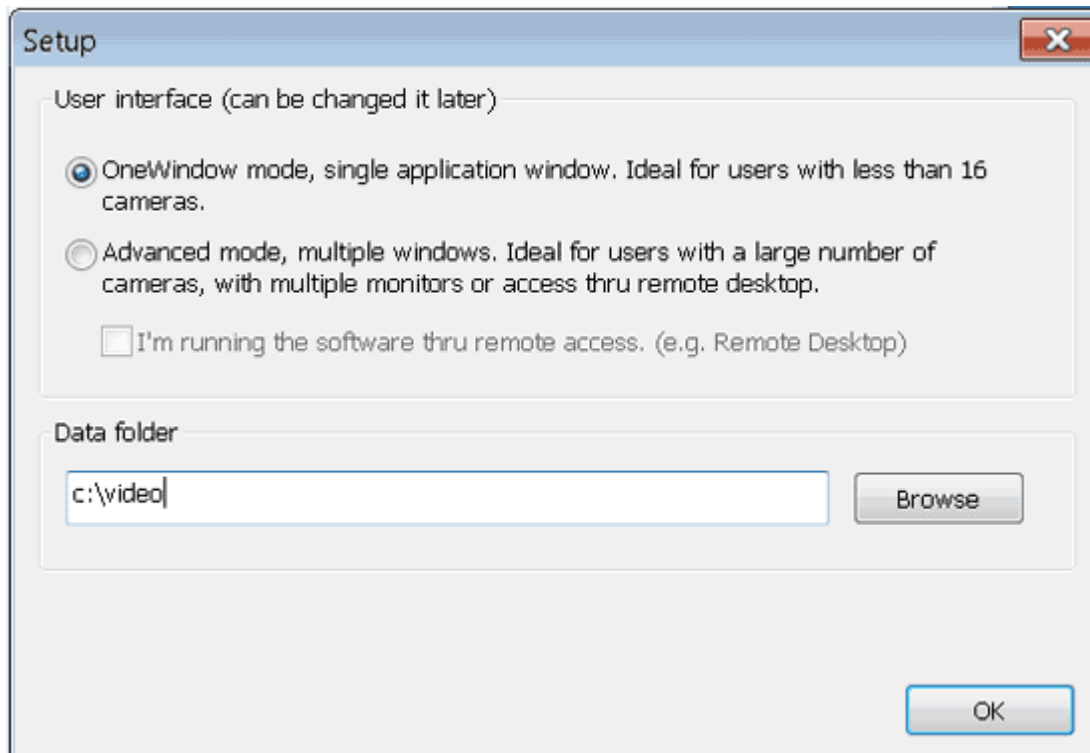 Setup
User interface (can be changed it later)
OneWindow mode, single application window. Ideal for users with less than 16
cameras.
Advanced mode, multiple windows. Ideal for users with a large number of
cameras, with multiple monitors or access thru remote desktop.
I'm running the software thru remote access. (e.g. Remote Desktop)
Data folder
c:\video
Browse
OK